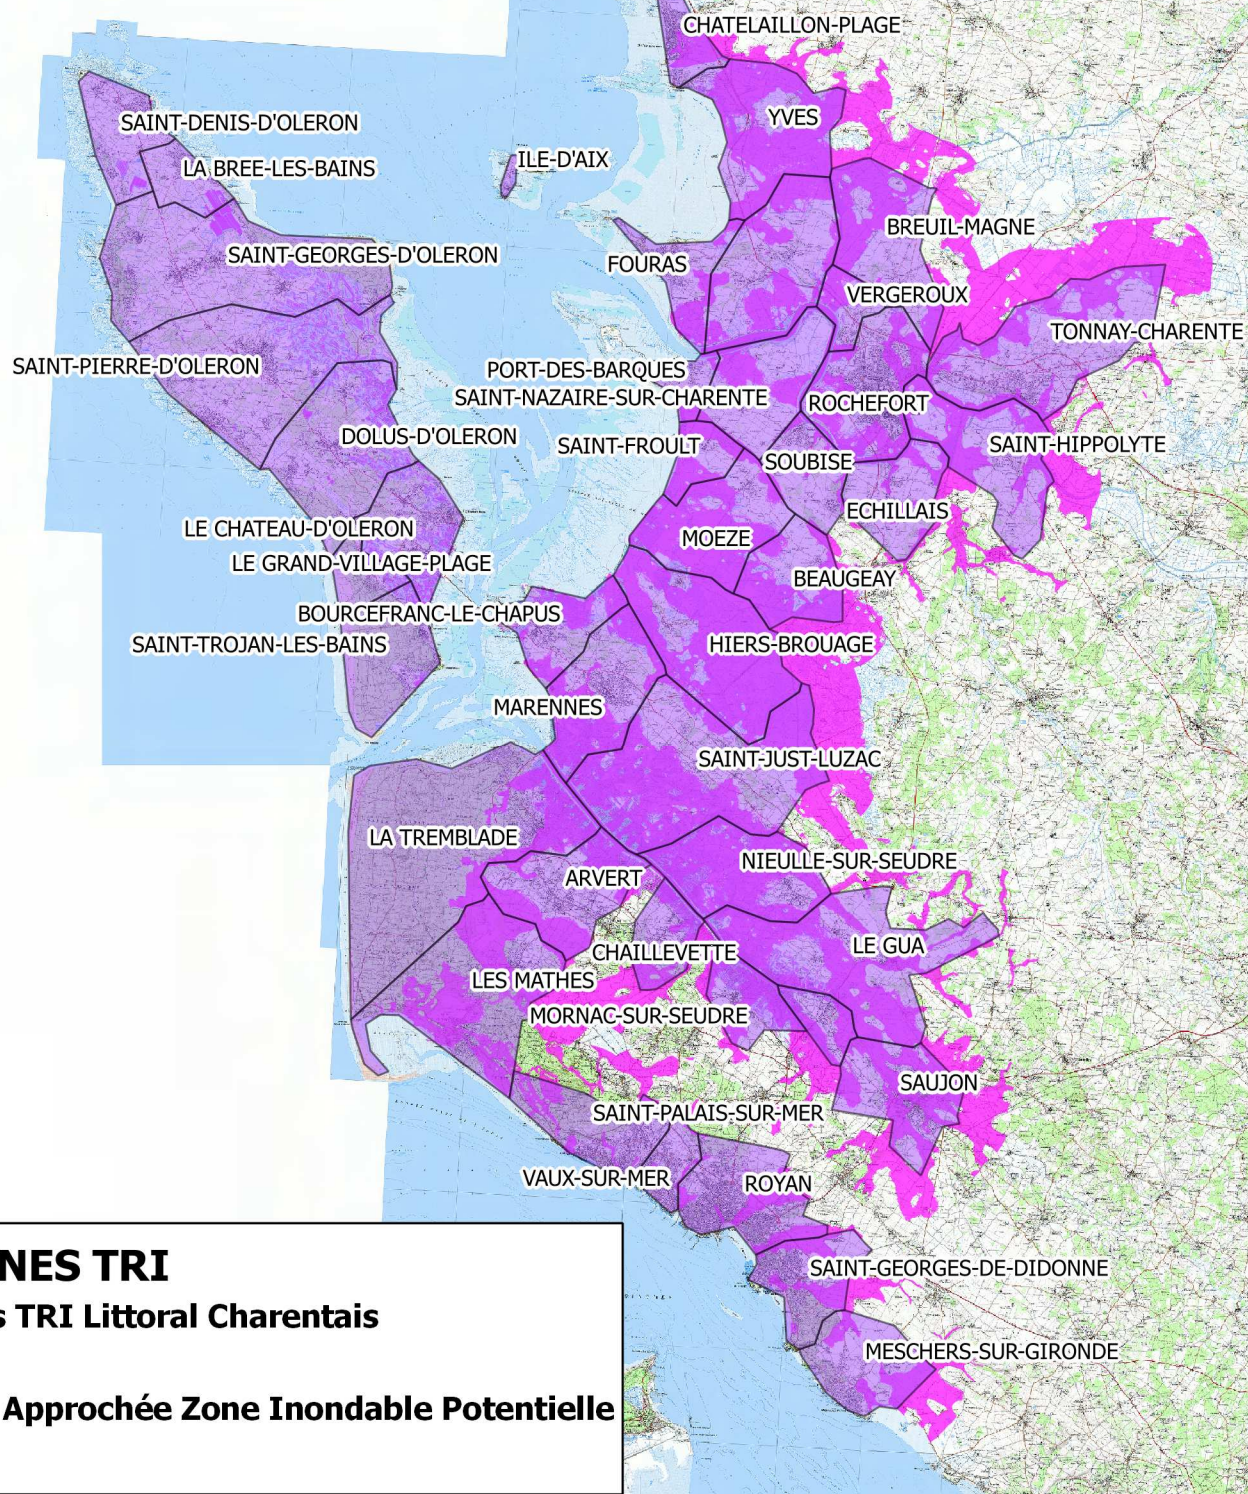 CHATELAILLON-PLAGE
YVES
SAINT-DENIS-D'OLERON
ILE-D'AIX
LA BREE-LES-BAINS
BREUIL-MAGNE
SAINT-GEORGES-D'OLERON
FOURAS
VERGEROUX
TONNAY-CHARENTE
SAINT-PIERRE-D'OLERON
PORT-DES-BARQUES
SAINT-NAZAIRE-SUR-CHARENTE
ROCHEFORT
DOLUS-D'OLERON
SAINT-FROULT
SAINT-HIPPOLYTE
SOUBISE
ECHILLAIS
LE CHATEAU-D'OLERON
MOEZE
LE GRAND-VILLAGE-PLAGE
BEAUGEAY
BOURCEFRANC-LE-CHAPUS
SAINT-TROJAN-LES-BAINS
HIERS-BROUAGE
MARENNES
SAINT-JUST-LUZAC
LA TREMBLADE
NIEULLE-SUR-SEUDRE
ARVERT
LE GUA
CHAILLEVETTE
LES MATHES
MORNAC-SUR-SEUDRE
SAUJON
SAINT-PALAIS-SUR-MER
VAUX-SUR-MER
ROYAN
SAINT-GEORGES-DE-DIDONNE
MESCHERS-SUR-GIRONDE
NES TRI
s TRI Littoral Charentais
Approchée Zone Inondable Potentielle